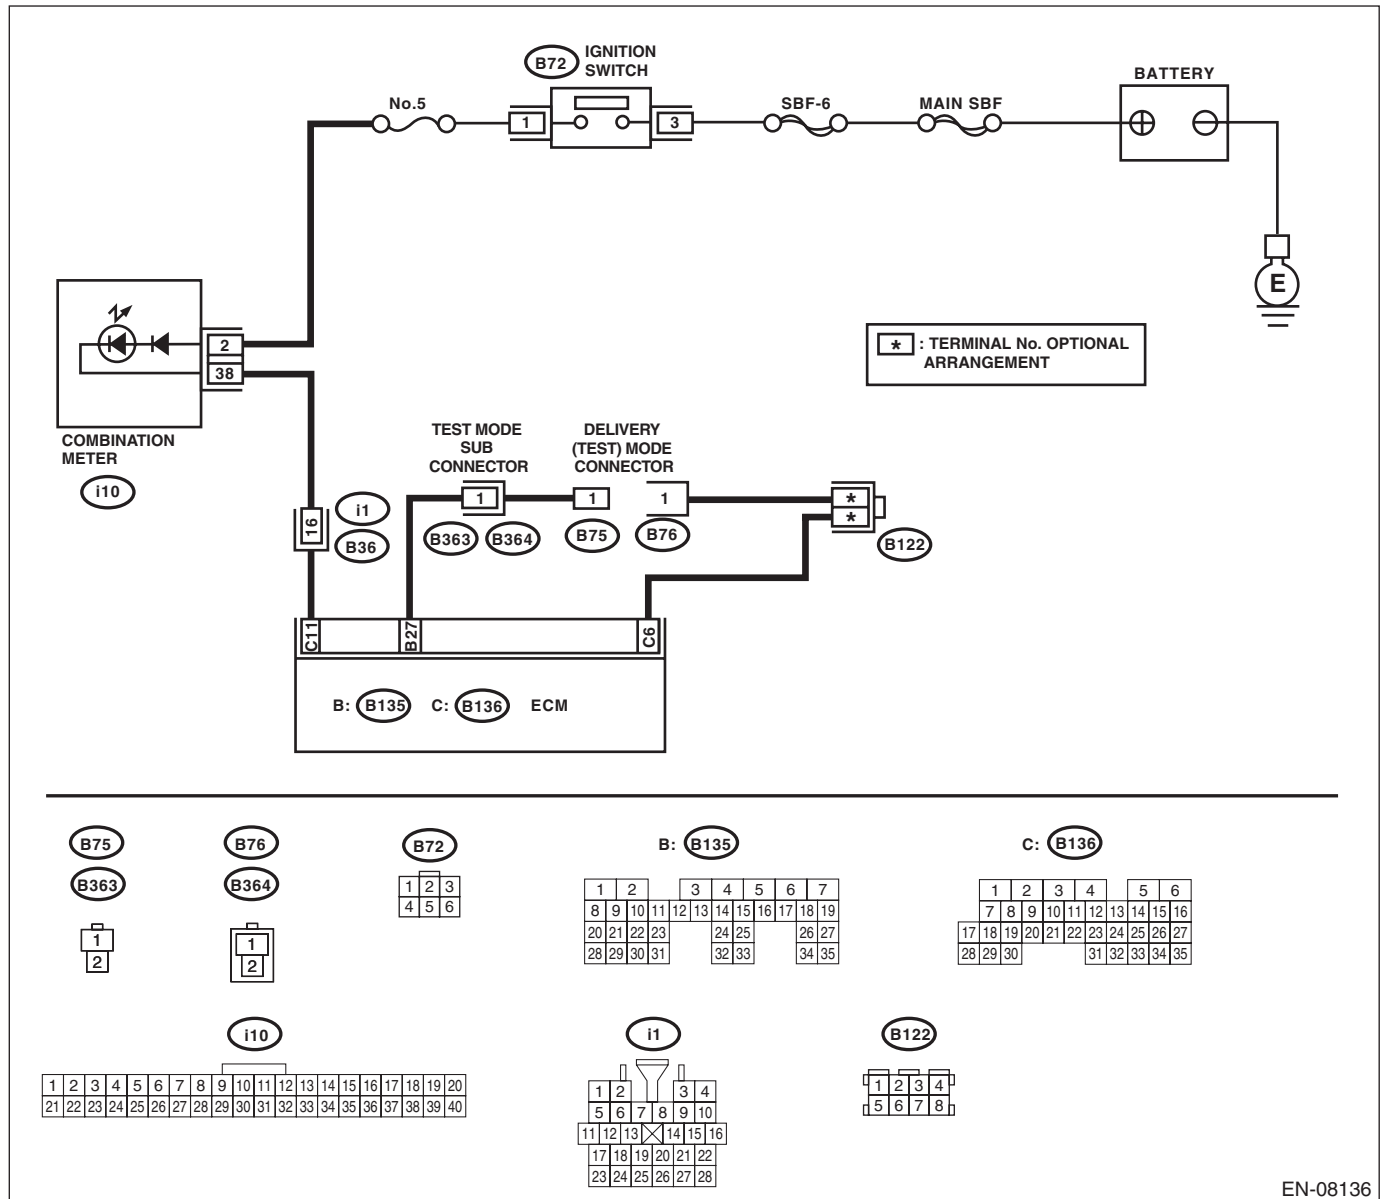 B72 IGNITION
SWITCH
BATTERY
No.5
SBF-6
MAIN SBF
1
3
E
2
38
* : TERMINAL No. OPTIONAL
ARRANGEMENT
COMBINATION
METER
i10
TEST MODE
SUB
CONNECTOR
DELIVERY
(TEST) MODE
CONNECTOR
1
1
1
*
*
16
i1
B36
B363
B364
B75
B76
B122
C11
B27
C6
B: B135 C: B136 ECM
B75
B363
1
2
B76
B364
1
2
B72
1 2 3
4 5 6
B: B135
1 2 3 4 5 6 7
8 9 10 11 12 13 14 15 16 17 18 19
20 21 22 23 24 25 26 27
28 29 30 31 32 33 34 35
C: B136
1 2 3 4 5 6
7 8 9 10 11 12 13 14 15 16
17 18 19 20 21 22 23 24 25 26 27
28 29 30 31 32 33 34 35
i10
1 2 3 4 5 6 7 8 9 10 11 12 13 14 15 16 17 18 19 20
21 22 23 24 25 26 27 28 29 30 31 32 33 34 35 36 37 38 39 40
i1
1 2 3 4
5 6 7 8 9 10
11 12 13 14 15 16
17 18 19 20 21 22
23 24 25 26 27 28
B122
1 2 3 4
5 6 7 8
EN-08136